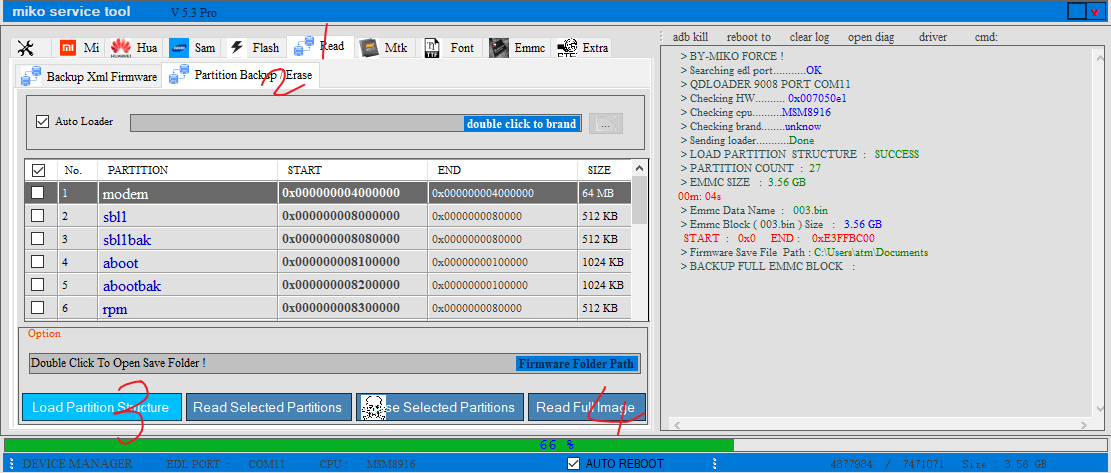 miko service tool V 5.3 Pro
Mi Hua Sam Flash Read Mtk Font Emmc Extra
1
Backup Xml Firmware Partition Backup / Erase
2
Auto Loader double click to brand ...
No. PARTITION START END SIZE
1 modem 0x000000004000000 0x000000004000000 64 MB
2 sbl1 0x000000008000000 0x0000000080000 512 KB
3 sbl1bak 0x000000008080000 0x0000000080000 512 KB
4 aboot 0x000000008100000 0x0000000100000 1024 KB
5 abootbak 0x000000008200000 0x0000000100000 1024 KB
6 rpm 0x000000008300000 0x0000000080000 512 KB
Option
Double Click To Open Save Folder ! Firmware Folder Path
Load Partition Structure Read Selected Partitions Selected Partitions Read Full Image
3 4
adb kill reboot to clear log open diag driver cmd:
> BY-MIKO FORCE !
> Searching edl port..........OK
> QDLOADER 9008 PORT COM11
> Checking HW.......... 0x007050e1
> Checking cpu..........MSM8916
> Checking brand........unknow
> Sending loader..........Done
> LOAD PARTITION STRUCTURE : SUCCESS
> PARTITION COUNT : 27
> EMMC SIZE : 3.56 GB
00m: 04s
> Emmc Data Name : 003.bin
> Emmc Block ( 003.bin ) Size : 3.56 GB
START : 0x0 END : 0xE3FFBC00
> Firmware Save File Path : C:\Users\atm\Documents
> BACKUP FULL EMMC BLOCK :
66 %
DEVICE MANAGER EDL PORT : COM11 CPU : MSM8916 AUTO REBOOT 4977984 / 7471071 Size : 3.56 GB